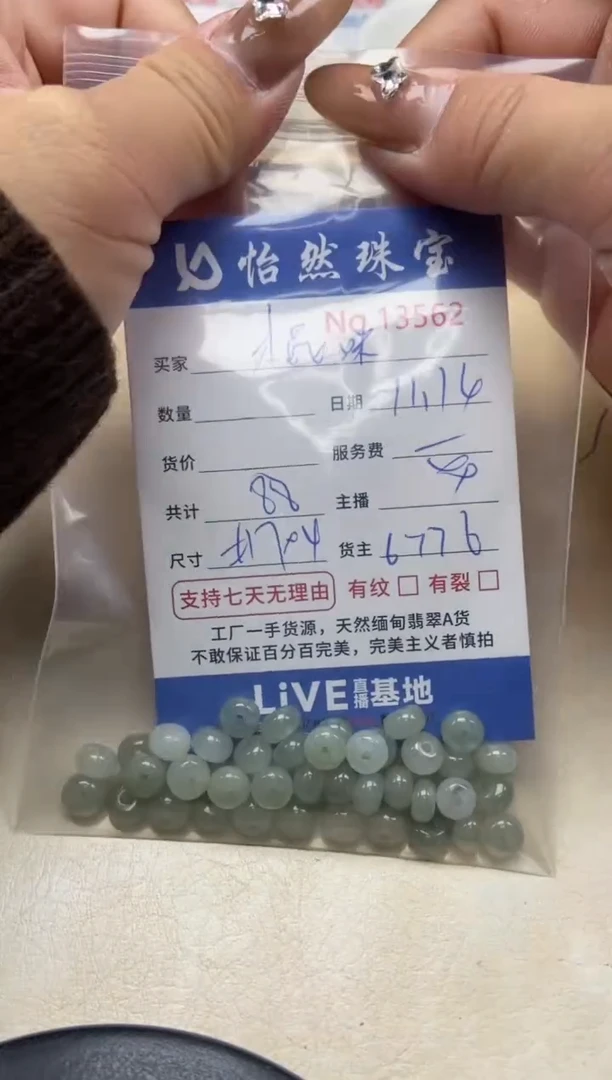 怡然珠宝
No.13562
买家
数量 日期 11.14
货价 服务费
共计 88 主播
尺寸 货主 6776
支持七天无理由 有纹 □ 有裂 □
工厂一手货源，天然缅甸翡翠A货
不敢保证百分百完美，完美主义者慎拍
LiVE直播基地